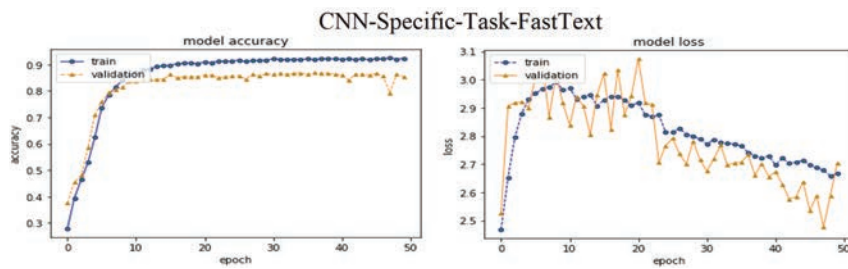 CNN-Specific-Task-FastText
model accuracy
train
validation
0.9
0.8
0.7
0.6
0.5
0.4
0.3
accuracy
0 10 20 30 40 50
epoch
model loss
train
validation
3.1
3.0
2.9
2.8
2.7
2.6
2.5
loss
0 10 20 30 40 50
epoch